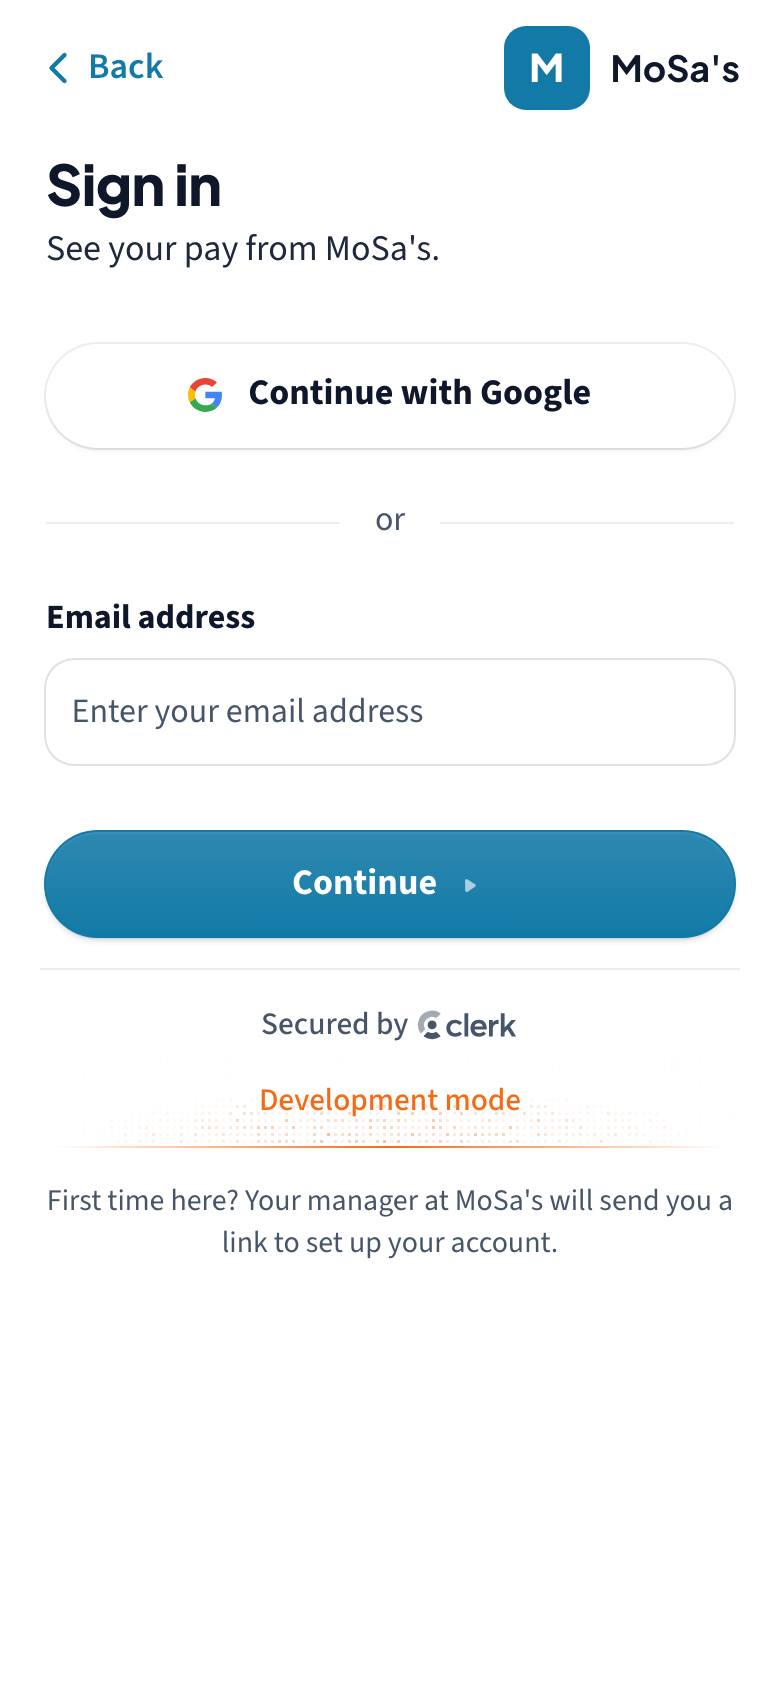 Back
M
MoSa's
Sign in
See your pay from MoSa's.
Continue with Google
or
Email address
Enter your email address
Continue
Secured by clerk
Development mode
First time here? Your manager at MoSa's will send you a
link to set up your account.